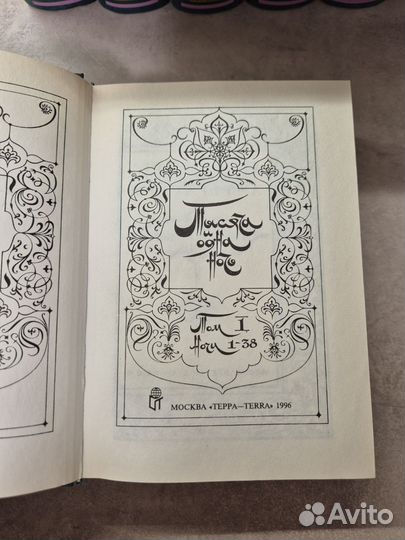 Тысяча
и
одна
ночь
Том I
Ночи 1-38
МОСКВА «ТЕРРА—TERRA» 1996
Avito